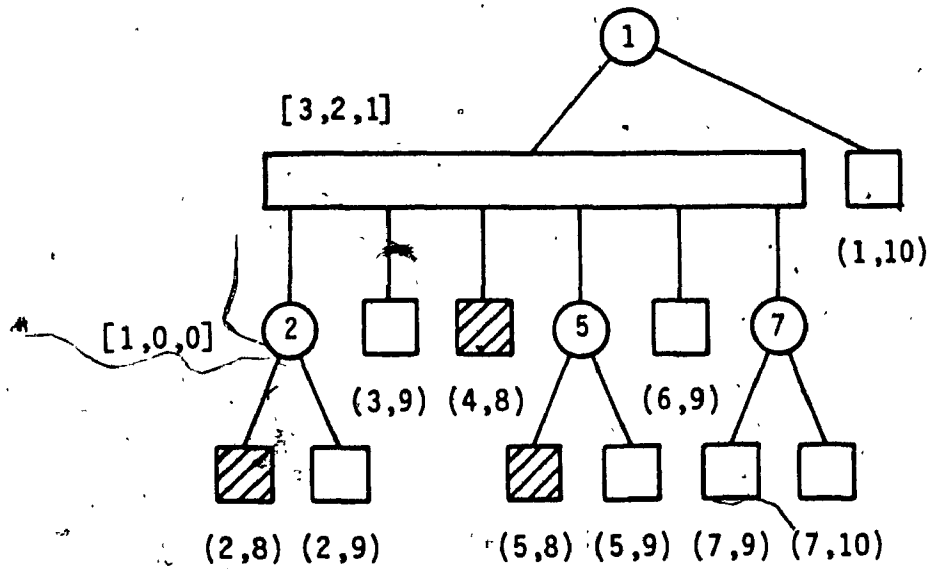 1
[3,2,1]
(1,10)
[1,0,0] 2 5 7
(3,9) (4,8) (6,9)
(2,8) (2,9) (5,8) (5,9) (7,9) (7,10)